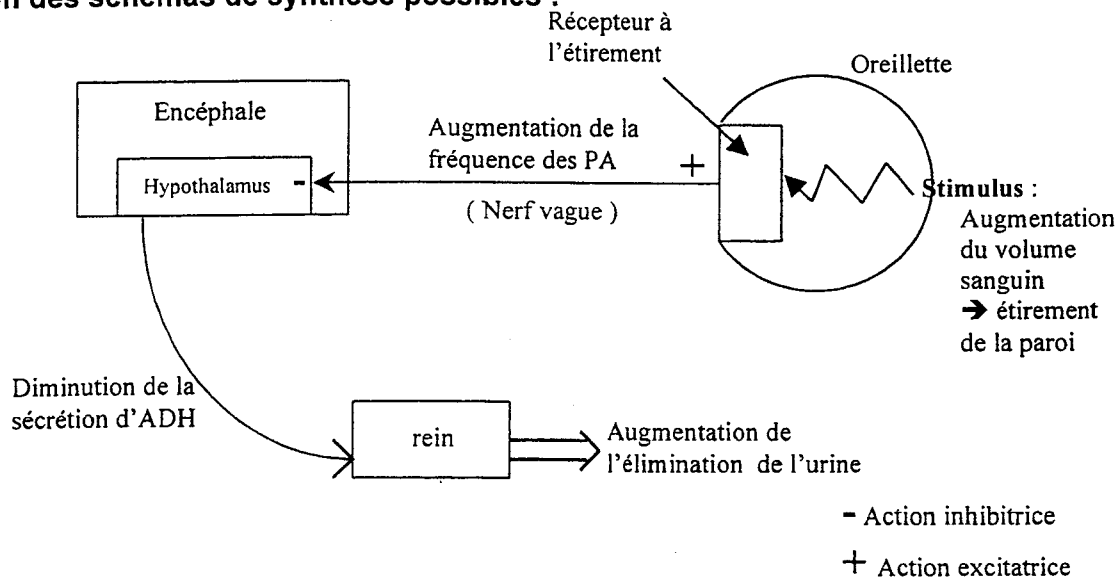 des schémas de synthèse possibles :
Récepteur à
l'étirement
Oreillette
Encéphale
Hypothalamus -
Augmentation de la
fréquence des PA
+
( Nerf vague )
Stimulus :
Augmentation
du volume
sanguin
→ étirement
de la paroi
Diminution de la
sécrétion d'ADH
rein
Augmentation de
l'élimination de l'urine
- Action inhibitrice
+ Action excitatrice